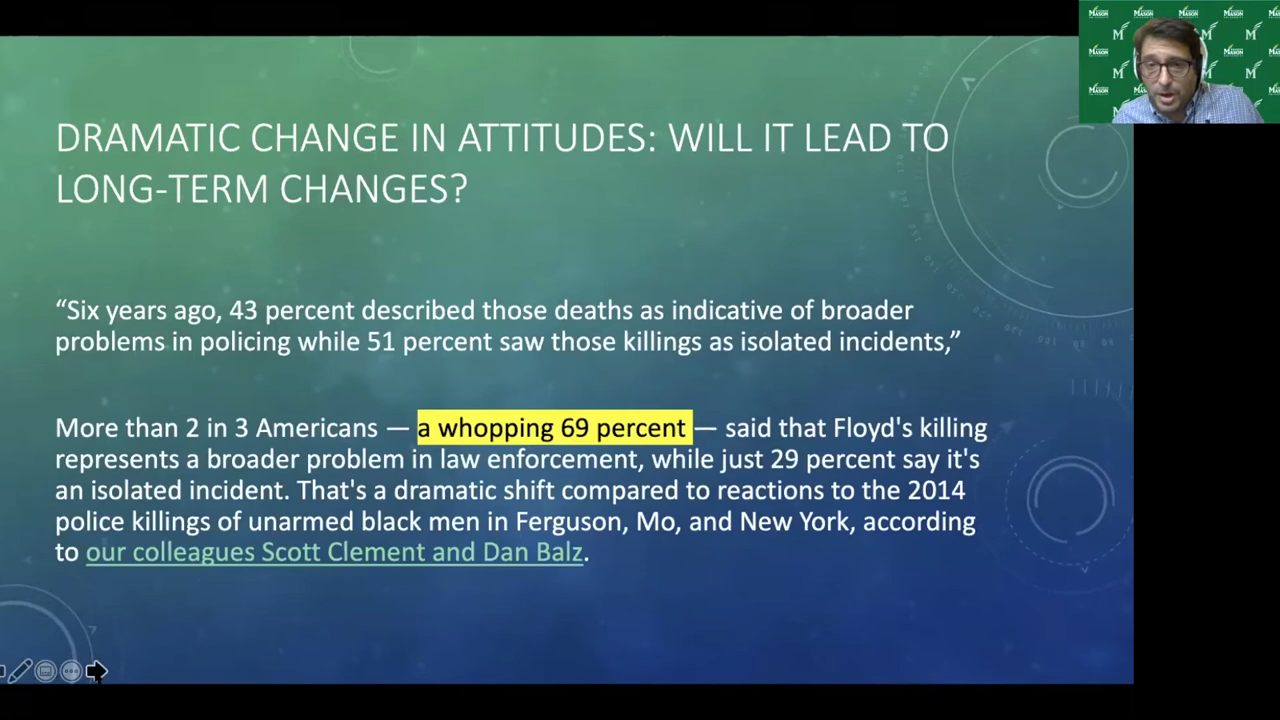 DRAMATIC CHANGE IN ATTITUDES: WILL IT LEAD TO
LONG-TERM CHANGES?
“Six years ago, 43 percent described those deaths as indicative of broader
problems in policing while 51 percent saw those killings as isolated incidents,”
More than 2 in 3 Americans — a whopping 69 percent — said that Floyd's killing
represents a broader problem in law enforcement, while just 29 percent say it's
an isolated incident. That's a dramatic shift compared to reactions to the 2014
police killings of unarmed black men in Ferguson, Mo, and New York, according
to our colleagues Scott Clement and Dan Balz.
MASON